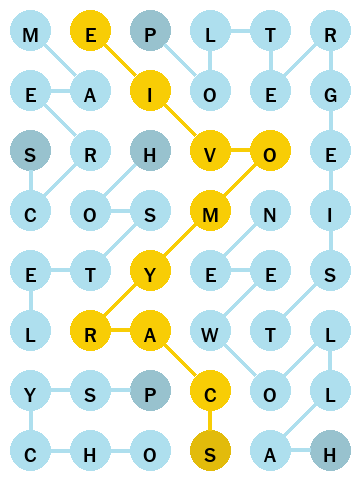 M E P L T R
E A I O E G
S R H V O E
C O S M N I
E T Y E E S
L R A W T L
Y S P C O L
C H O S A H